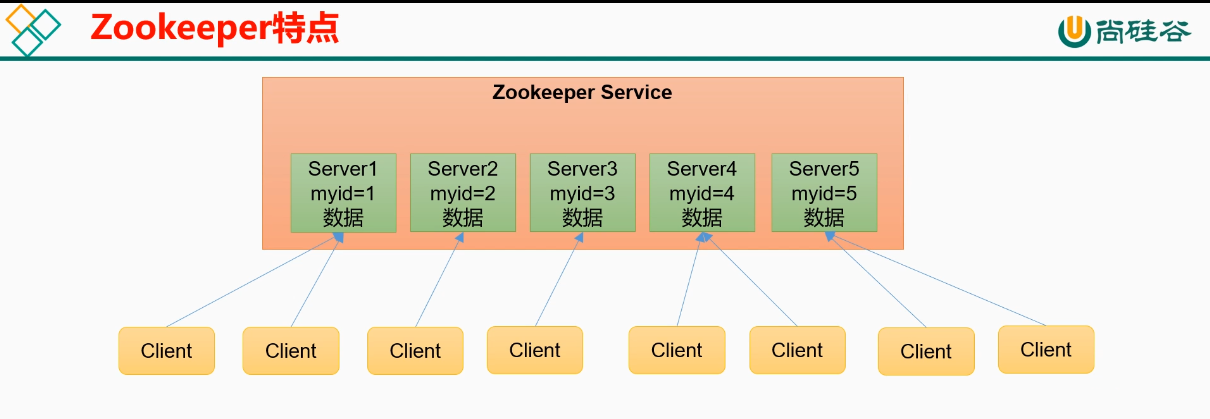 Zookeeper特点
尚硅谷
Zookeeper Service
Server1
myid=1
数据
Server2
myid=2
数据
Server3
myid=3
数据
Server4
myid=4
数据
Server5
myid=5
数据
Client
Client
Client
Client
Client
Client
Client
Client